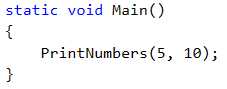 static void Main()
{
    PrintNumbers(5, 10);
}